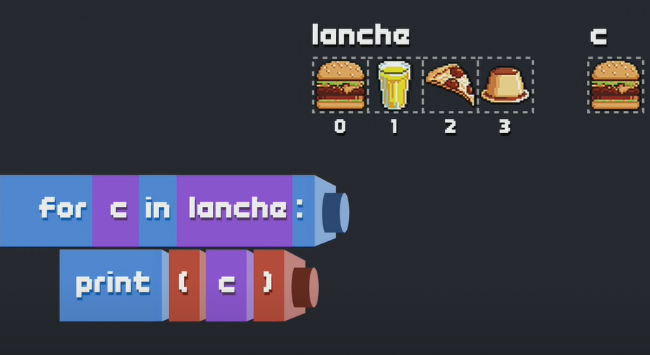 lanche c
0 1 2 3
for c in lanche:
print ( c )